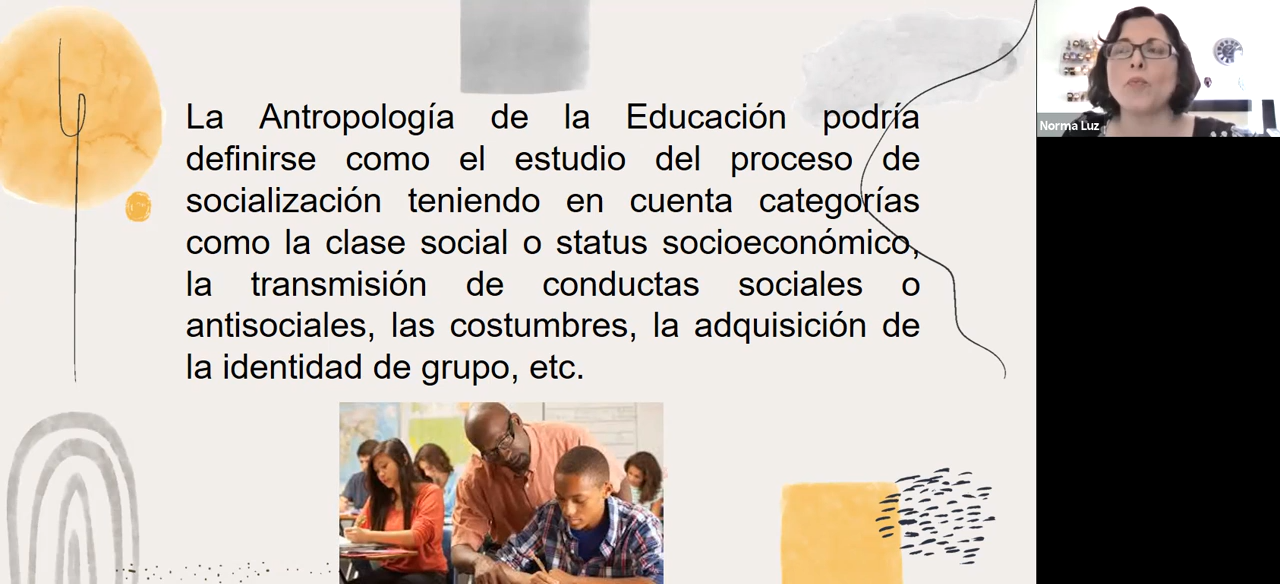 La Antropología de la Educación podría
definirse como el estudio del proceso de
socialización teniendo en cuenta categorías
como la clase social o status socioeconómico,
la transmisión de conductas sociales o
antisociales, las costumbres, la adquisición de
la identidad de grupo, etc.
Norma Luz